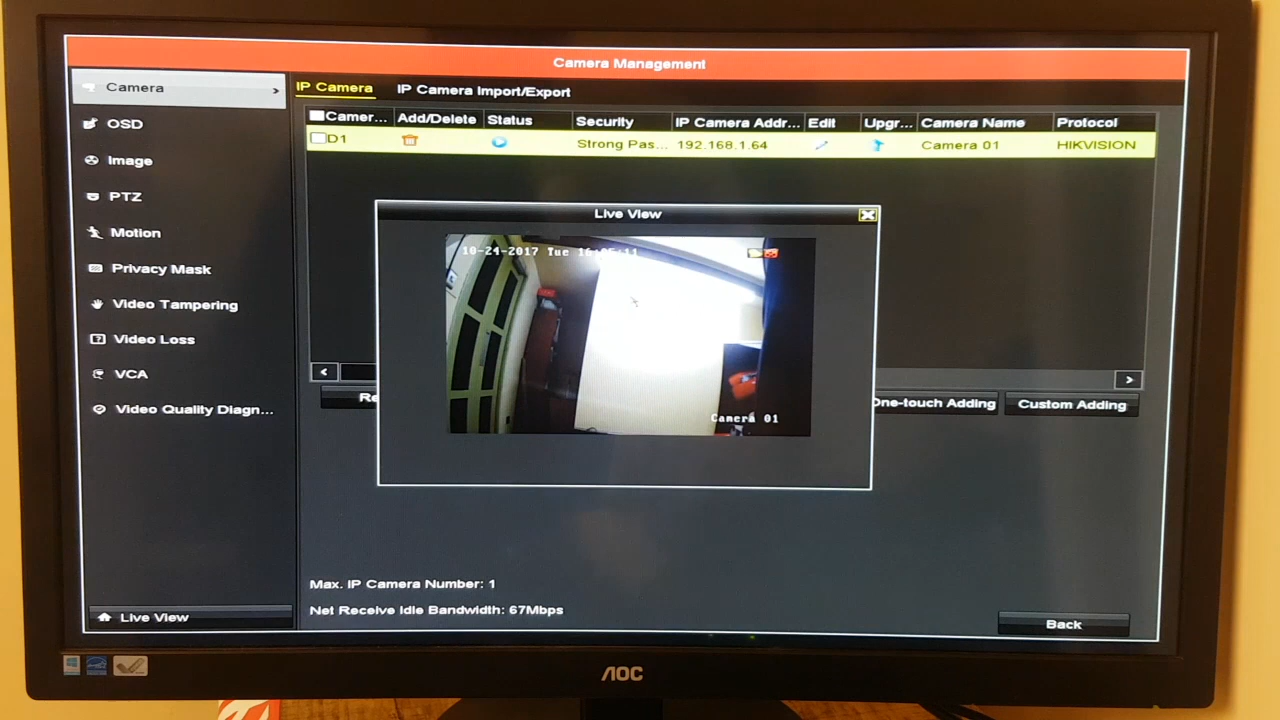 Camera Management
Camera
OSD
Image
PTZ
Motion
Privacy Mask
Video Tampering
Video Loss
VCA
Video Quality Diagn...
Live View
IP Camera IP Camera Import/Export
Camer... Add/Delete Status Security IP Camera Addr... Edit Upgr... Camera Name Protocol
D1 Strong Pas... 192.168.1.64 Camera 01 HIKVISION
Live View
10-24-2017 Tue
Camera 01
One-touch Adding Custom Adding
Max. IP Camera Number: 1
Net Receive Idle Bandwidth: 67Mbps
Back
AOC